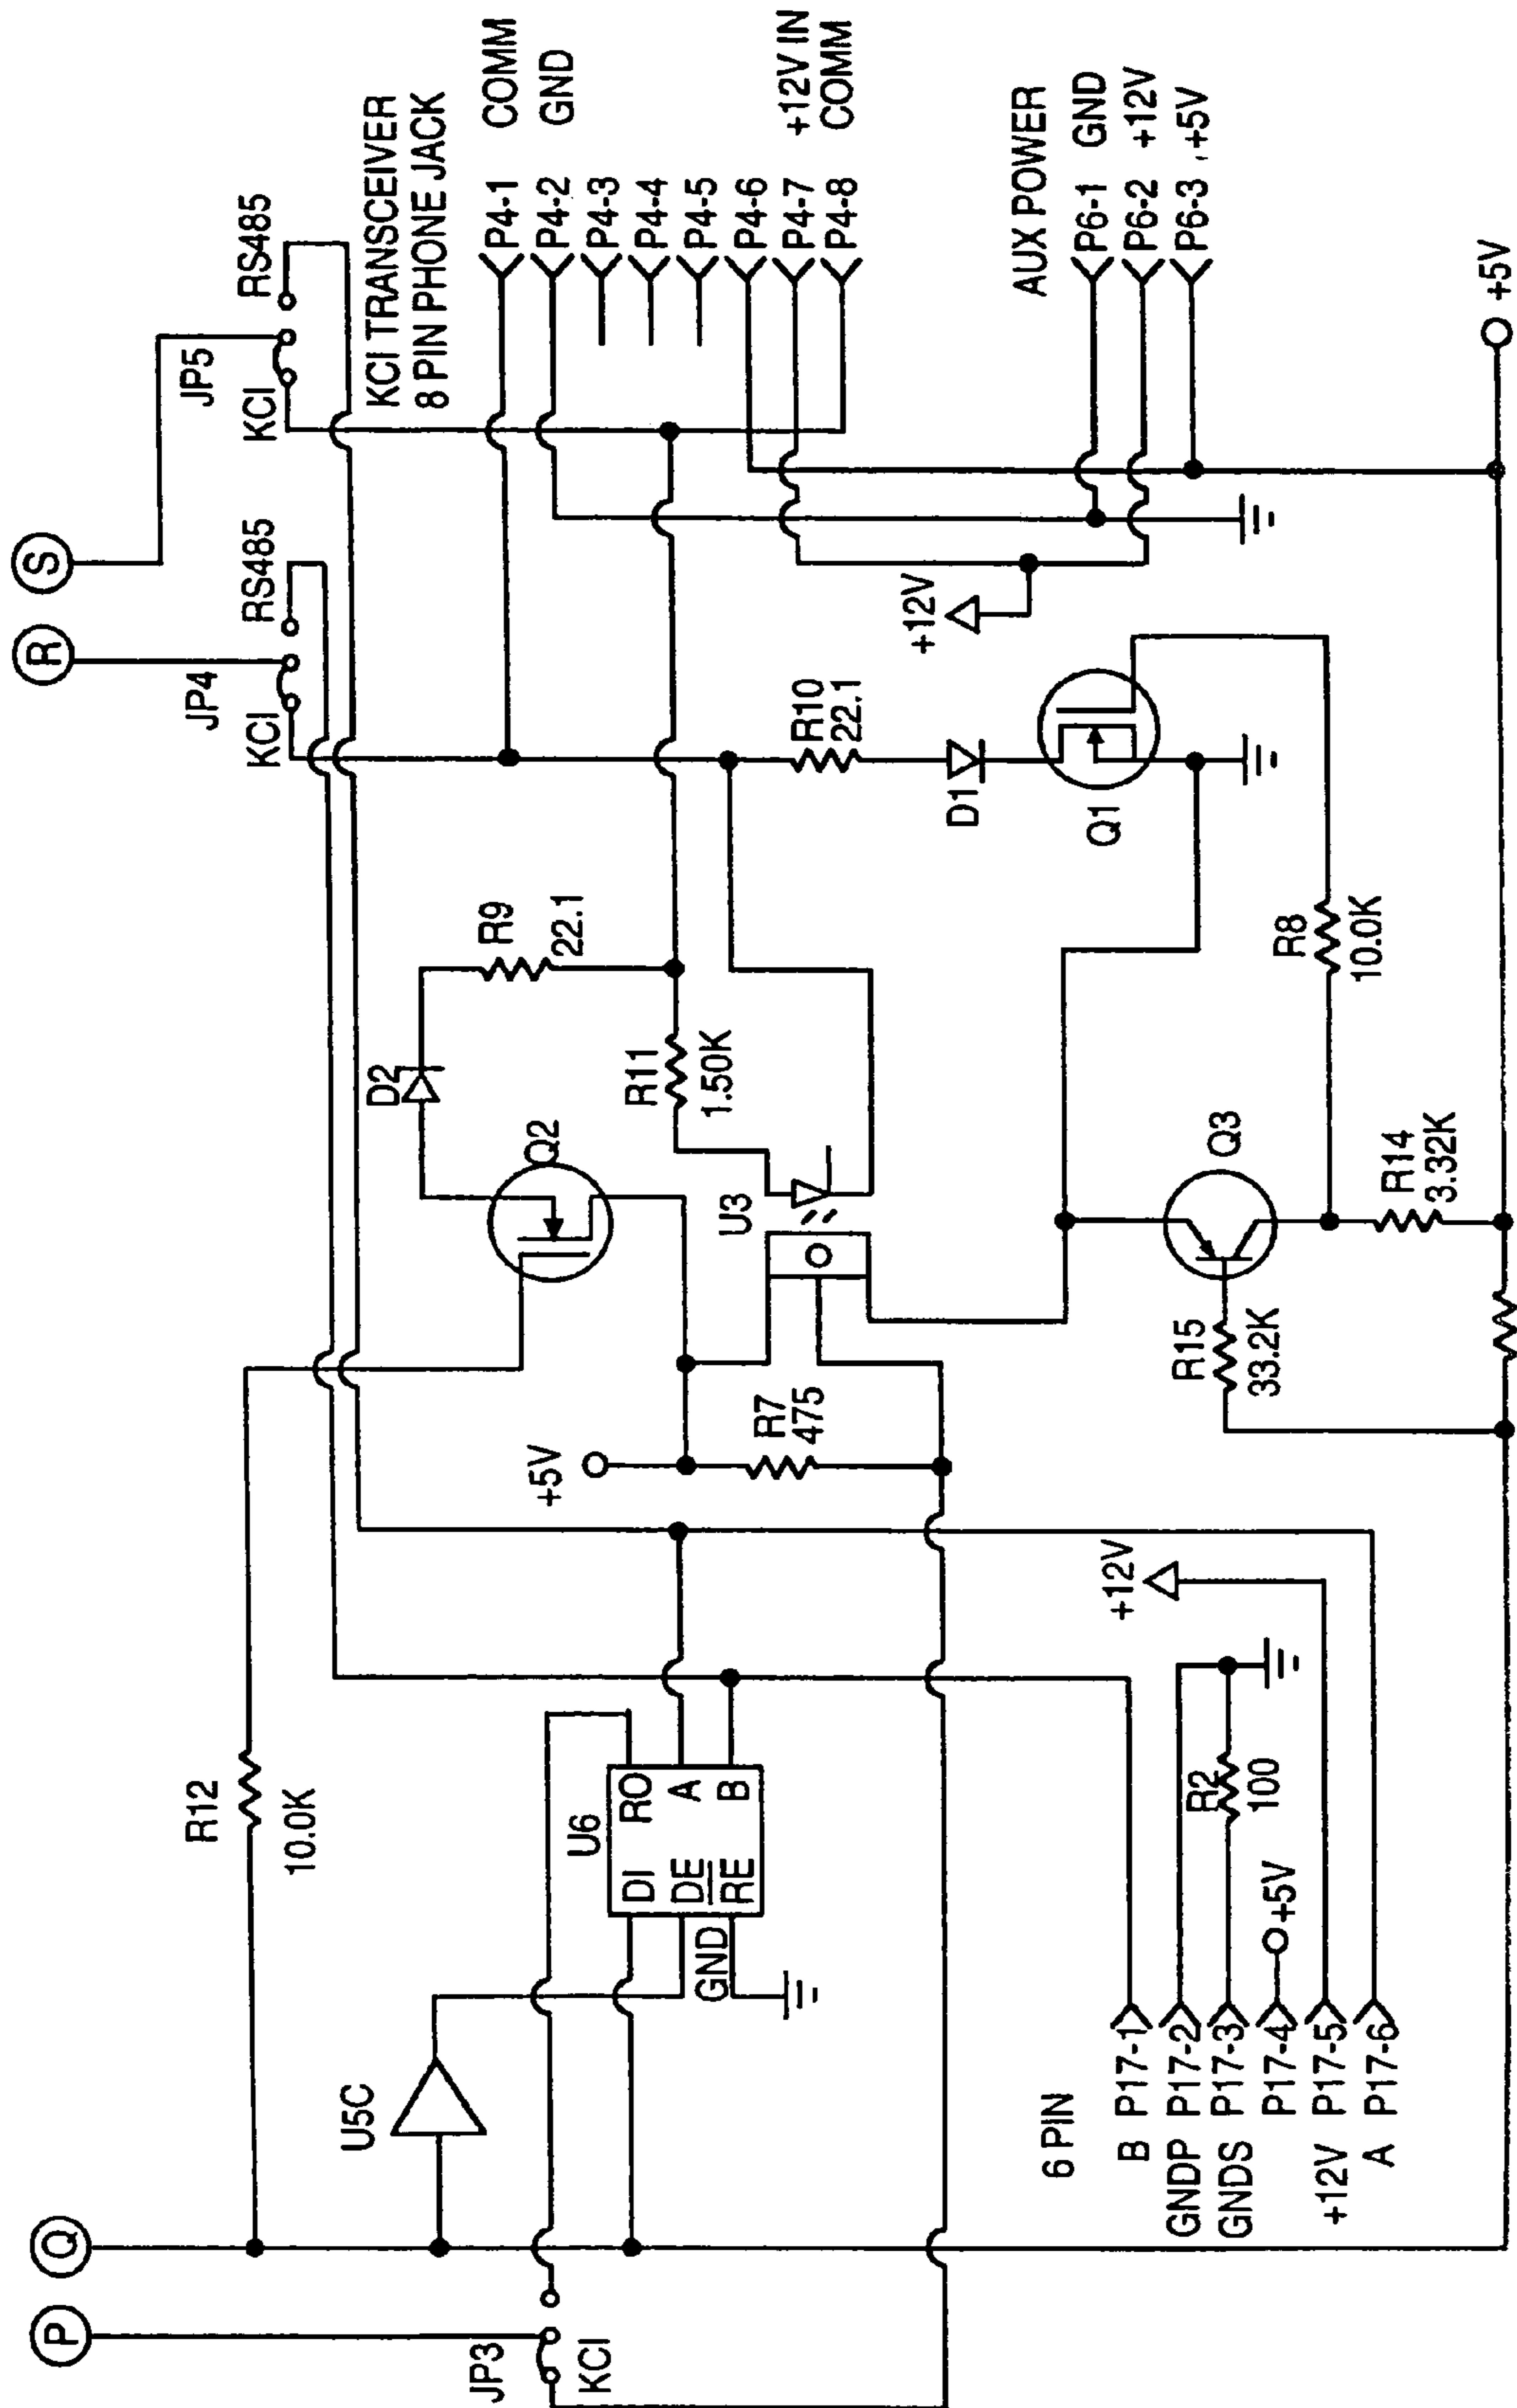 P
Q
R
S
JP3
KCI
R12
10.0K
U5C
U6
DI
DE
RE
RO
A
B
GND
JP4
KCI
RS485
JP5
KCI
RS485
KCI TRANSCEIVER
8 PIN PHONE JACK
P4-1 COMM
P4-2 GND
P4-3
P4-4
P4-5
P4-6
P4-7 +12V IN
P4-8 COMM
AUX POWER
P6-1 GND
P6-2 +12V
P6-3 +5V
+5V
+12V
D2
R9
22.1
Q2
R11
1.50K
U3
+5V
R7
475
R10
22.1
D1
Q1
R8
10.0K
Q3
R14
3.32K
R15
33.2K
6 PIN
B P17-1
GNDP P17-2
GNDS P17-3
P17-4
+12V P17-5
A P17-6
+5V
R2
100
+12V